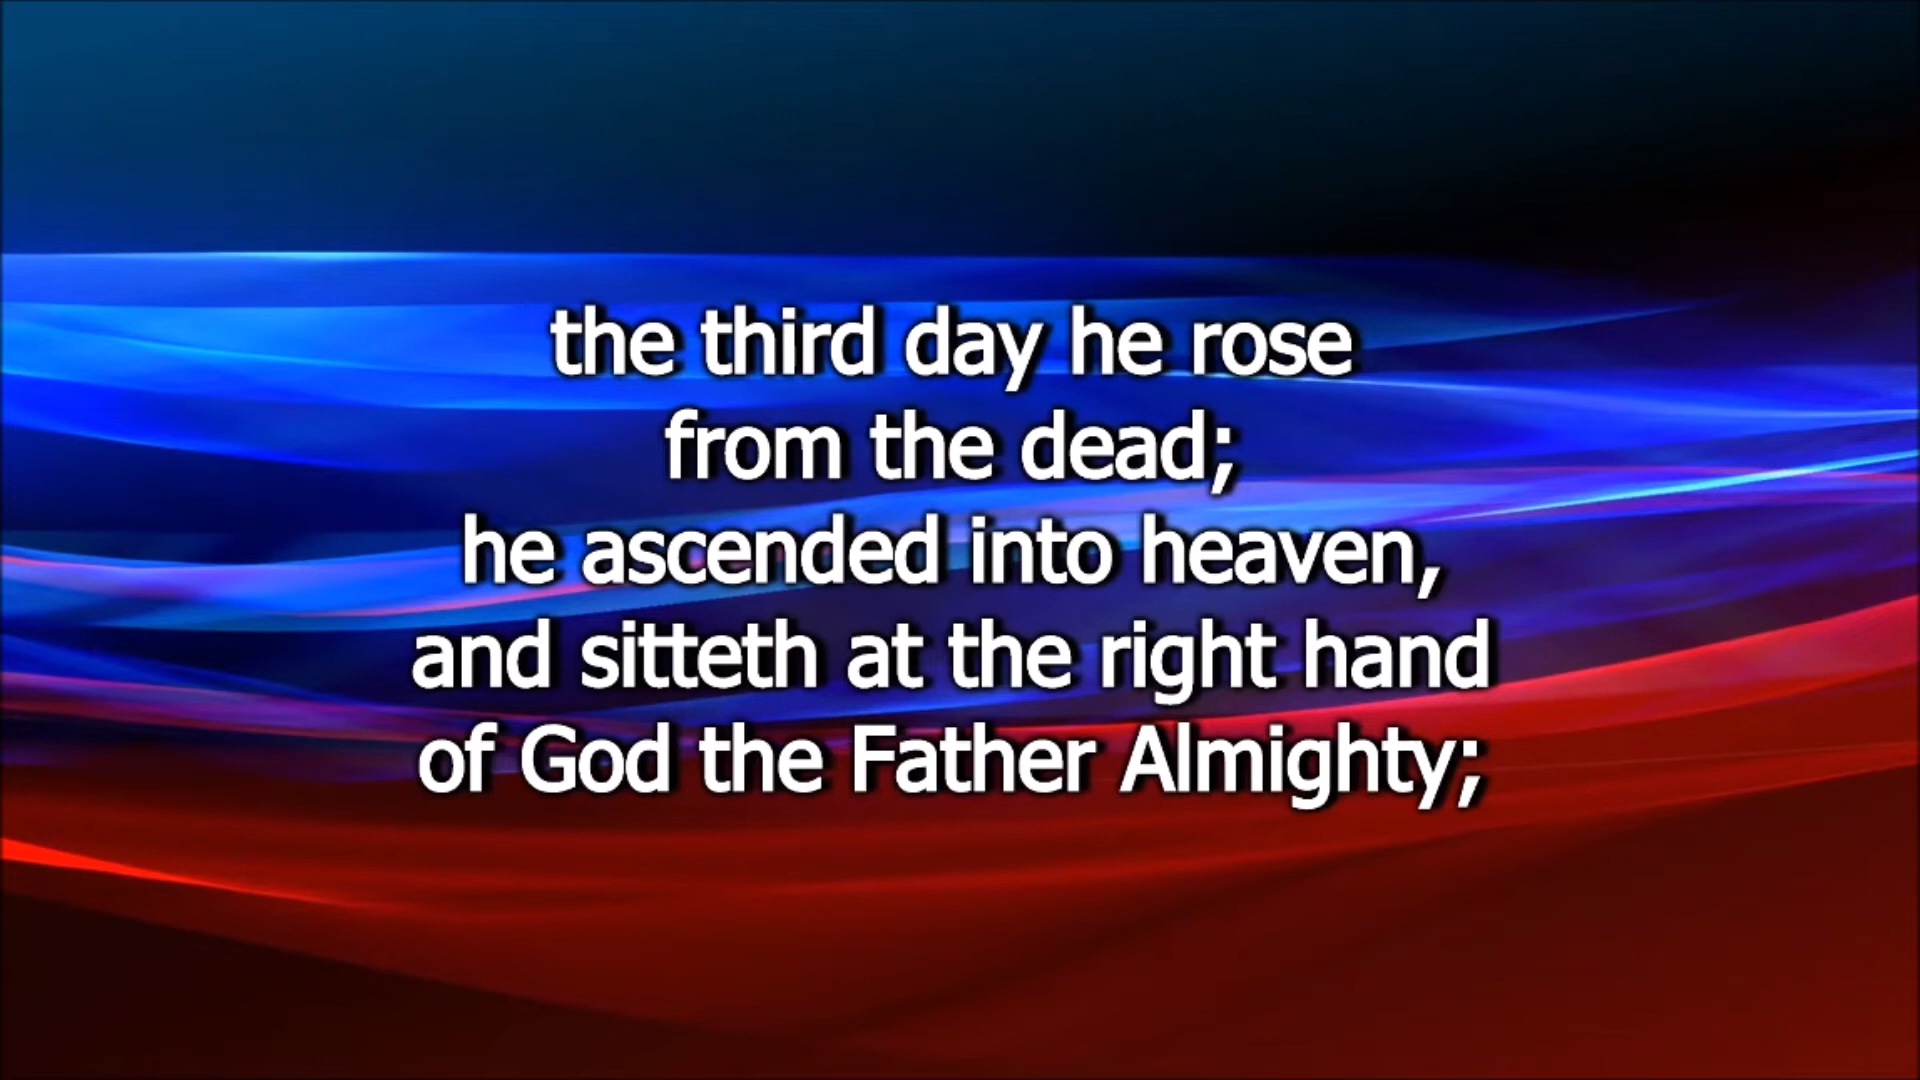 the third day he rose
from the dead;
he ascended into heaven,
and sitteth at the right hand
of God the Father Almighty;